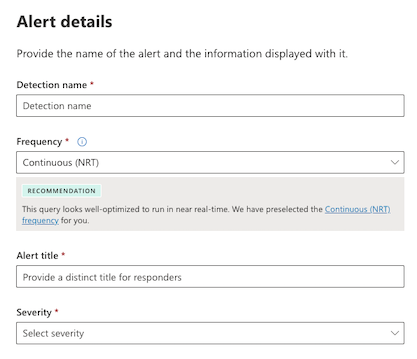 Alert details
Provide the name of the alert and the information displayed with it.
Detection name *
Detection name
Frequency *
Continuous (NRT)
RECOMMENDATION
This query looks well-optimized to run in near real-time. We have preselected the Continuous (NRT)
frequency for you.
Alert title *
Provide a distinct title for responders
Severity *
Select severity